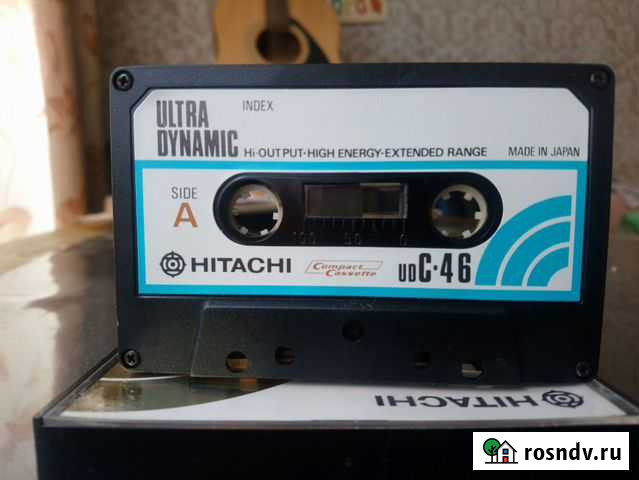 ULTRA
DYNAMIC
INDEX
Hi-OUTPUT·HIGH ENERGY·EXTENDED RANGE
MADE IN JAPAN
SIDE
A
100 50 0
HITACHI
Compact
Cassette
UDC·46
HITACHI
rosndv.ru